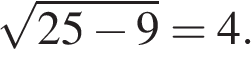 √25 − 9 = 4.